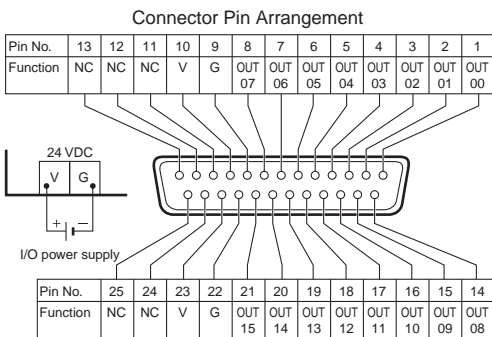 Connector Pin Arrangement
Pin No. 13 12 11 10 9 8 7 6 5 4 3 2 1
Function NC NC NC V G OUT 07 OUT 06 OUT 05 OUT 04 OUT 03 OUT 02 OUT 01 OUT 00
24 VDC
V G
+ −
I/O power supply
Pin No. 25 24 23 22 21 20 19 18 17 16 15 14
Function NC NC V G OUT 15 OUT 14 OUT 13 OUT 12 OUT 11 OUT 10 OUT 09 OUT 08